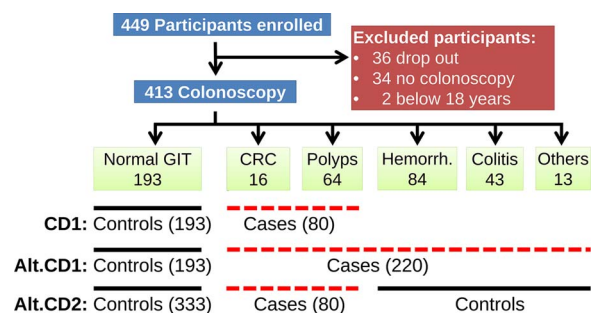 449 Participants enrolled
Excluded participants:
• 36 drop out
• 34 no colonoscopy
• 2 below 18 years
413 Colonoscopy
Normal GIT CRC Polyps Hemorrh. Colitis Others
193 16 64 84 43 13
CD1: Controls (193) Cases (80)
Alt.CD1: Controls (193) Cases (220)
Alt.CD2: Controls (333) Cases (80) Controls